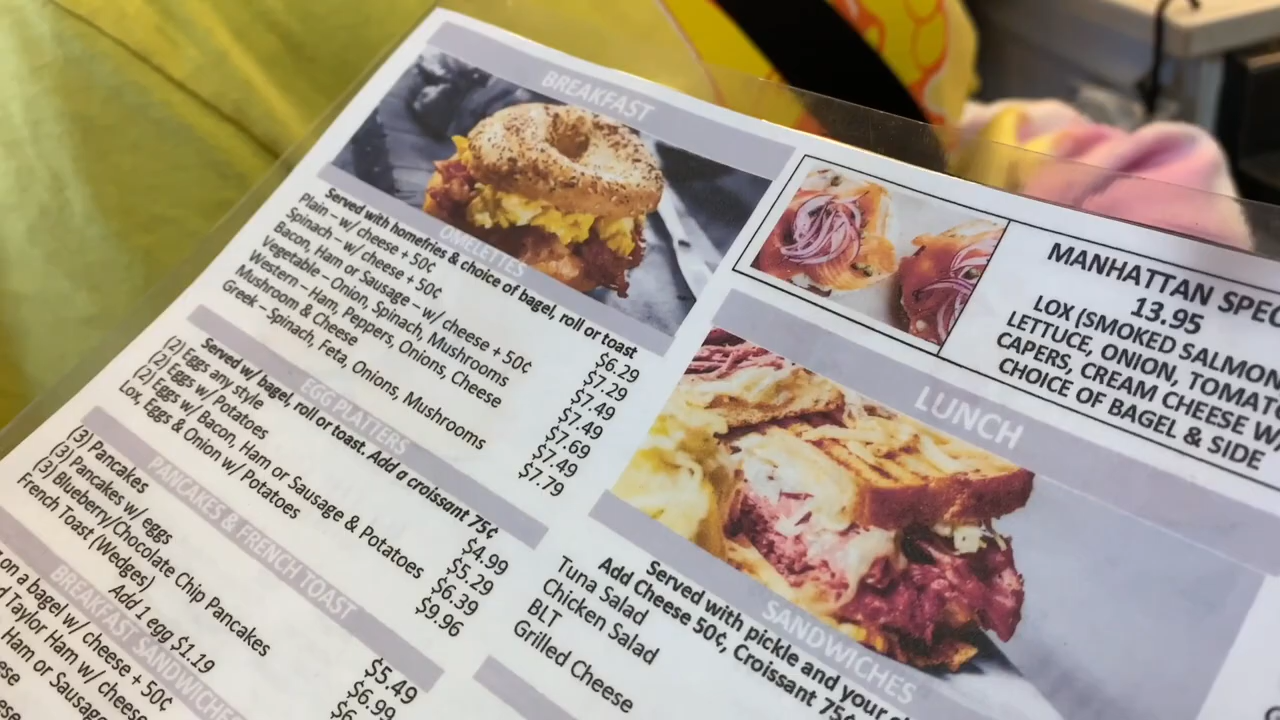 BREAKFAST
OMELETTES
Served with homefries & choice of bagel, roll or toast
Plain – w/ cheese + 50¢ $6.29
Spinach – w/ cheese + 50¢ $7.29
Bacon, Ham or Sausage – w/ cheese + 50¢ $7.49
Vegetable – Onion, Spinach, Mushrooms $7.49
Western – Ham, Peppers, Onions, Cheese $7.69
Mushroom & Cheese $7.49
Greek – Spinach, Feta, Onions, Mushrooms $7.79
EGG PLATTERS
Served w/ bagel, roll or toast. Add a croissant 75¢
(2) Eggs any style $4.99
(2) Eggs w/ Potatoes $5.29
(2) Eggs w/ Bacon, Ham or Sausage & Potatoes $6.39
Lox, Eggs & Onion w/ Potatoes $9.96
PANCAKES & FRENCH TOAST
(3) Pancakes $5.49
(3) Pancakes w/ eggs $6.99
(3) Blueberry/Chocolate Chip Pancakes
French Toast (Wedges)
Add 1 egg $1.19
BREAKFAST SANDWICHES
on a bagel w/ cheese + 50¢
Taylor Ham w/ cheese
Ham or Sausage
MANHATTAN
13.95
LOX (SMOKED SALMON
LETTUCE, ONION,
CAPERS, CREAM CHEESE
CHOICE OF BAGEL & SIDE
LUNCH
SANDWICHES
Served with pickle and your
Add Cheese 50¢, Croissant 75¢
Tuna Salad
Chicken Salad
BLT
Grilled Cheese